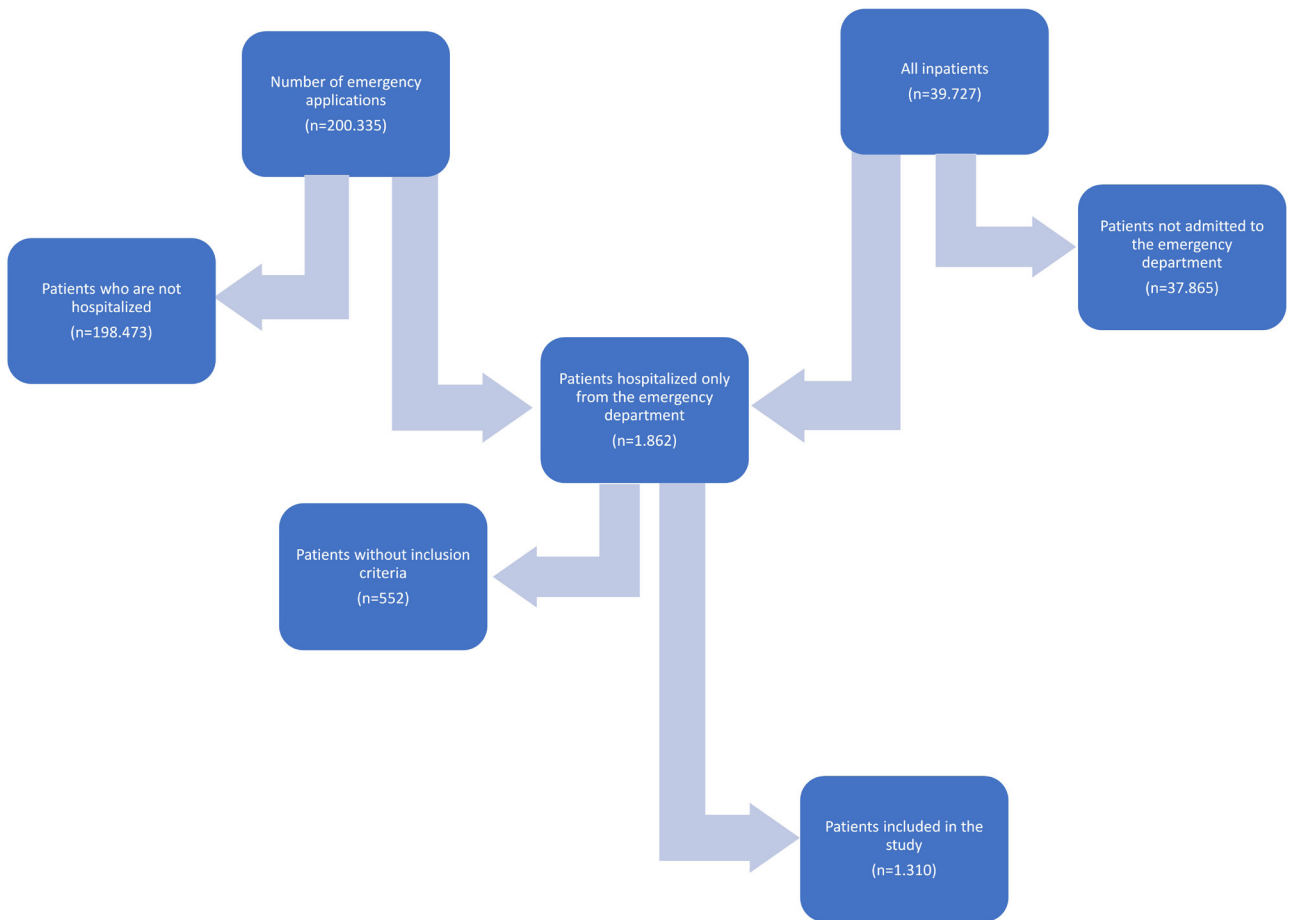 Number of emergency
applications
(n=200.335)
All inpatients
(n=39.727)
Patients not admitted to
the emergency
department
(n=37.865)
Patients who are not
hospitalized
(n=198.473)
Patients hospitalized only
from the emergency
department
(n=1.862)
Patients without inclusion
criteria
(n=552)
Patients included in the
study
(n=1.310)